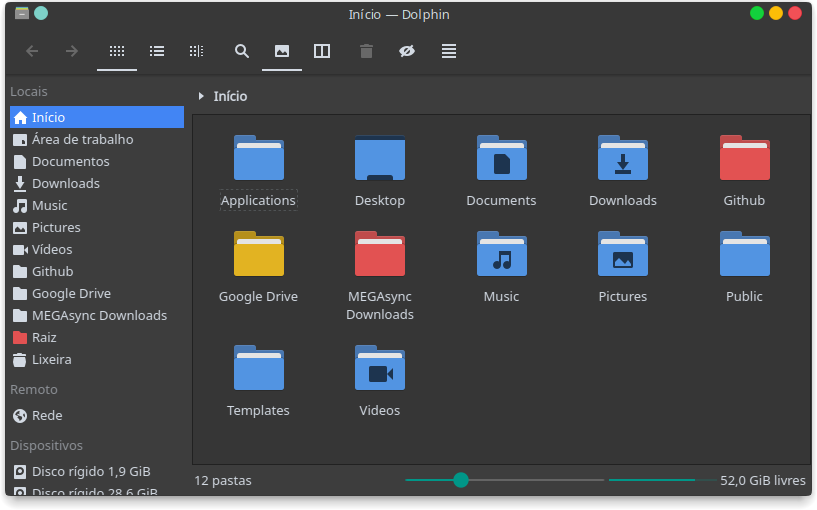 Início — Dolphin
Locais
Início
Área de trabalho
Documentos
Downloads
Music
Pictures
Vídeos
Github
Google Drive
MEGAsync Downloads
Raiz
Lixeira
Remoto
Rede
Dispositivos
Disco rígido 1,9 GiB
Disco rígido 28,6 GiB
Início
Applications
Desktop
Documents
Downloads
Github
Google Drive
MEGAsync
Downloads
Music
Pictures
Public
Templates
Videos
12 pastas
52,0 GiB livres